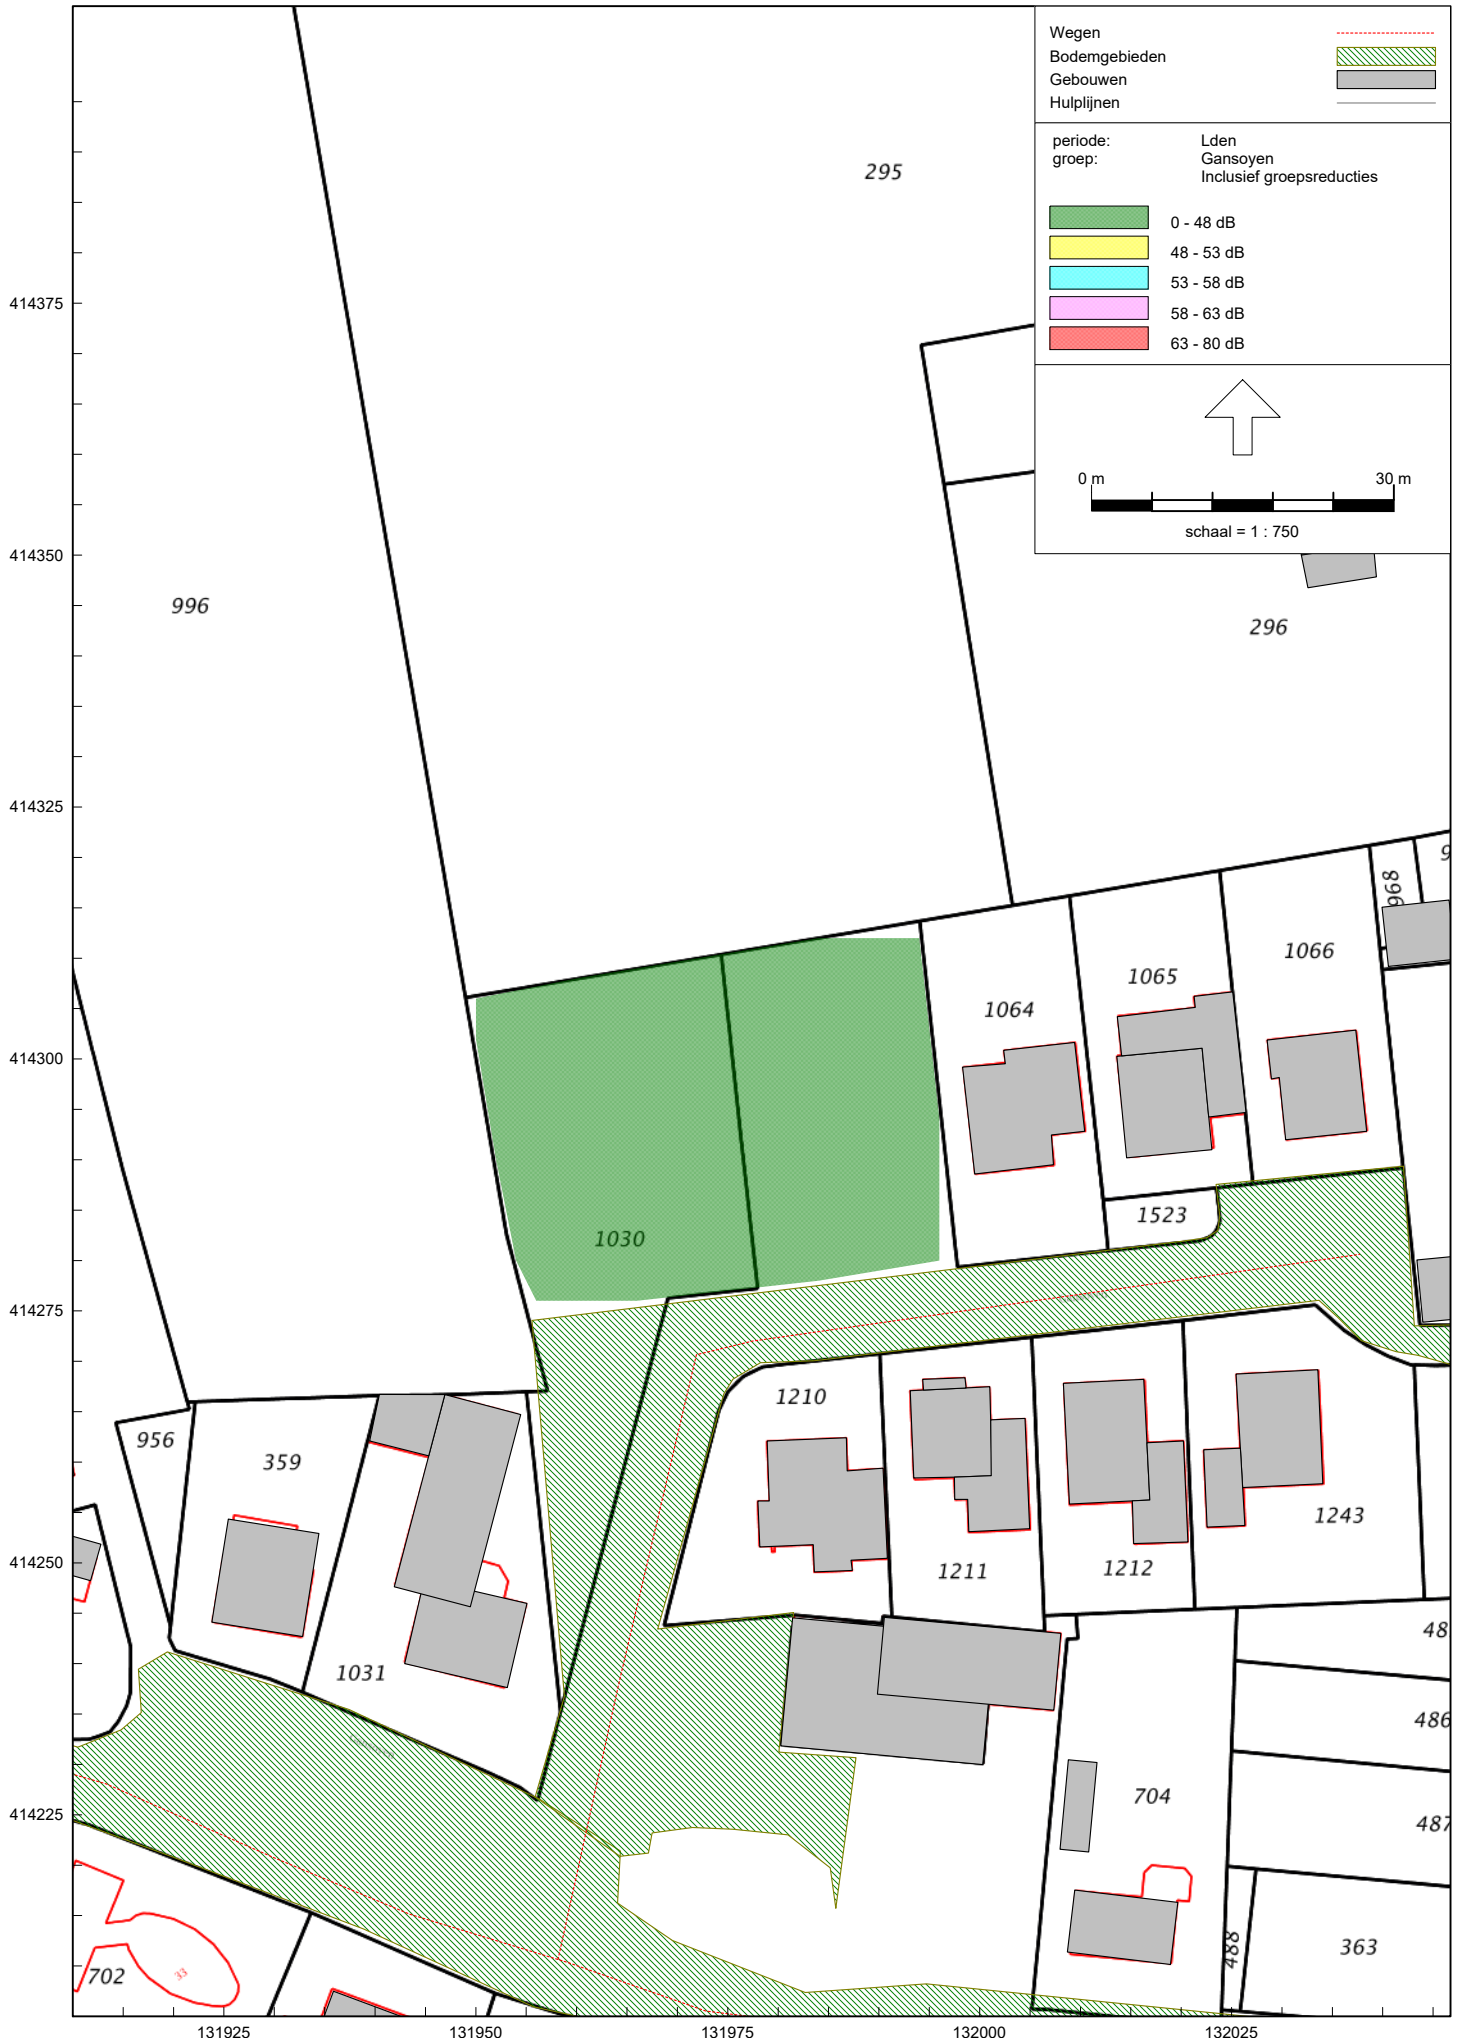 Wegen
Bodemgebieden
Gebouwen
Hulplijnen
periode: Lden
groep: Gansoyen
Inclusief groepsreducties
0 - 48 dB
48 - 53 dB
53 - 58 dB
58 - 63 dB
63 - 80 dB
0 m 30 m
schaal = 1 : 750
295
414375
414350
996
296
414325
9
968
1066
1065
1064
414300
1030
1523
414275
1210
956
359
1243
414250
1211
1212
48
1031
486
Gansoyen
704
414225
487
363
488
702
33
131925 131950 131975 132000 132025